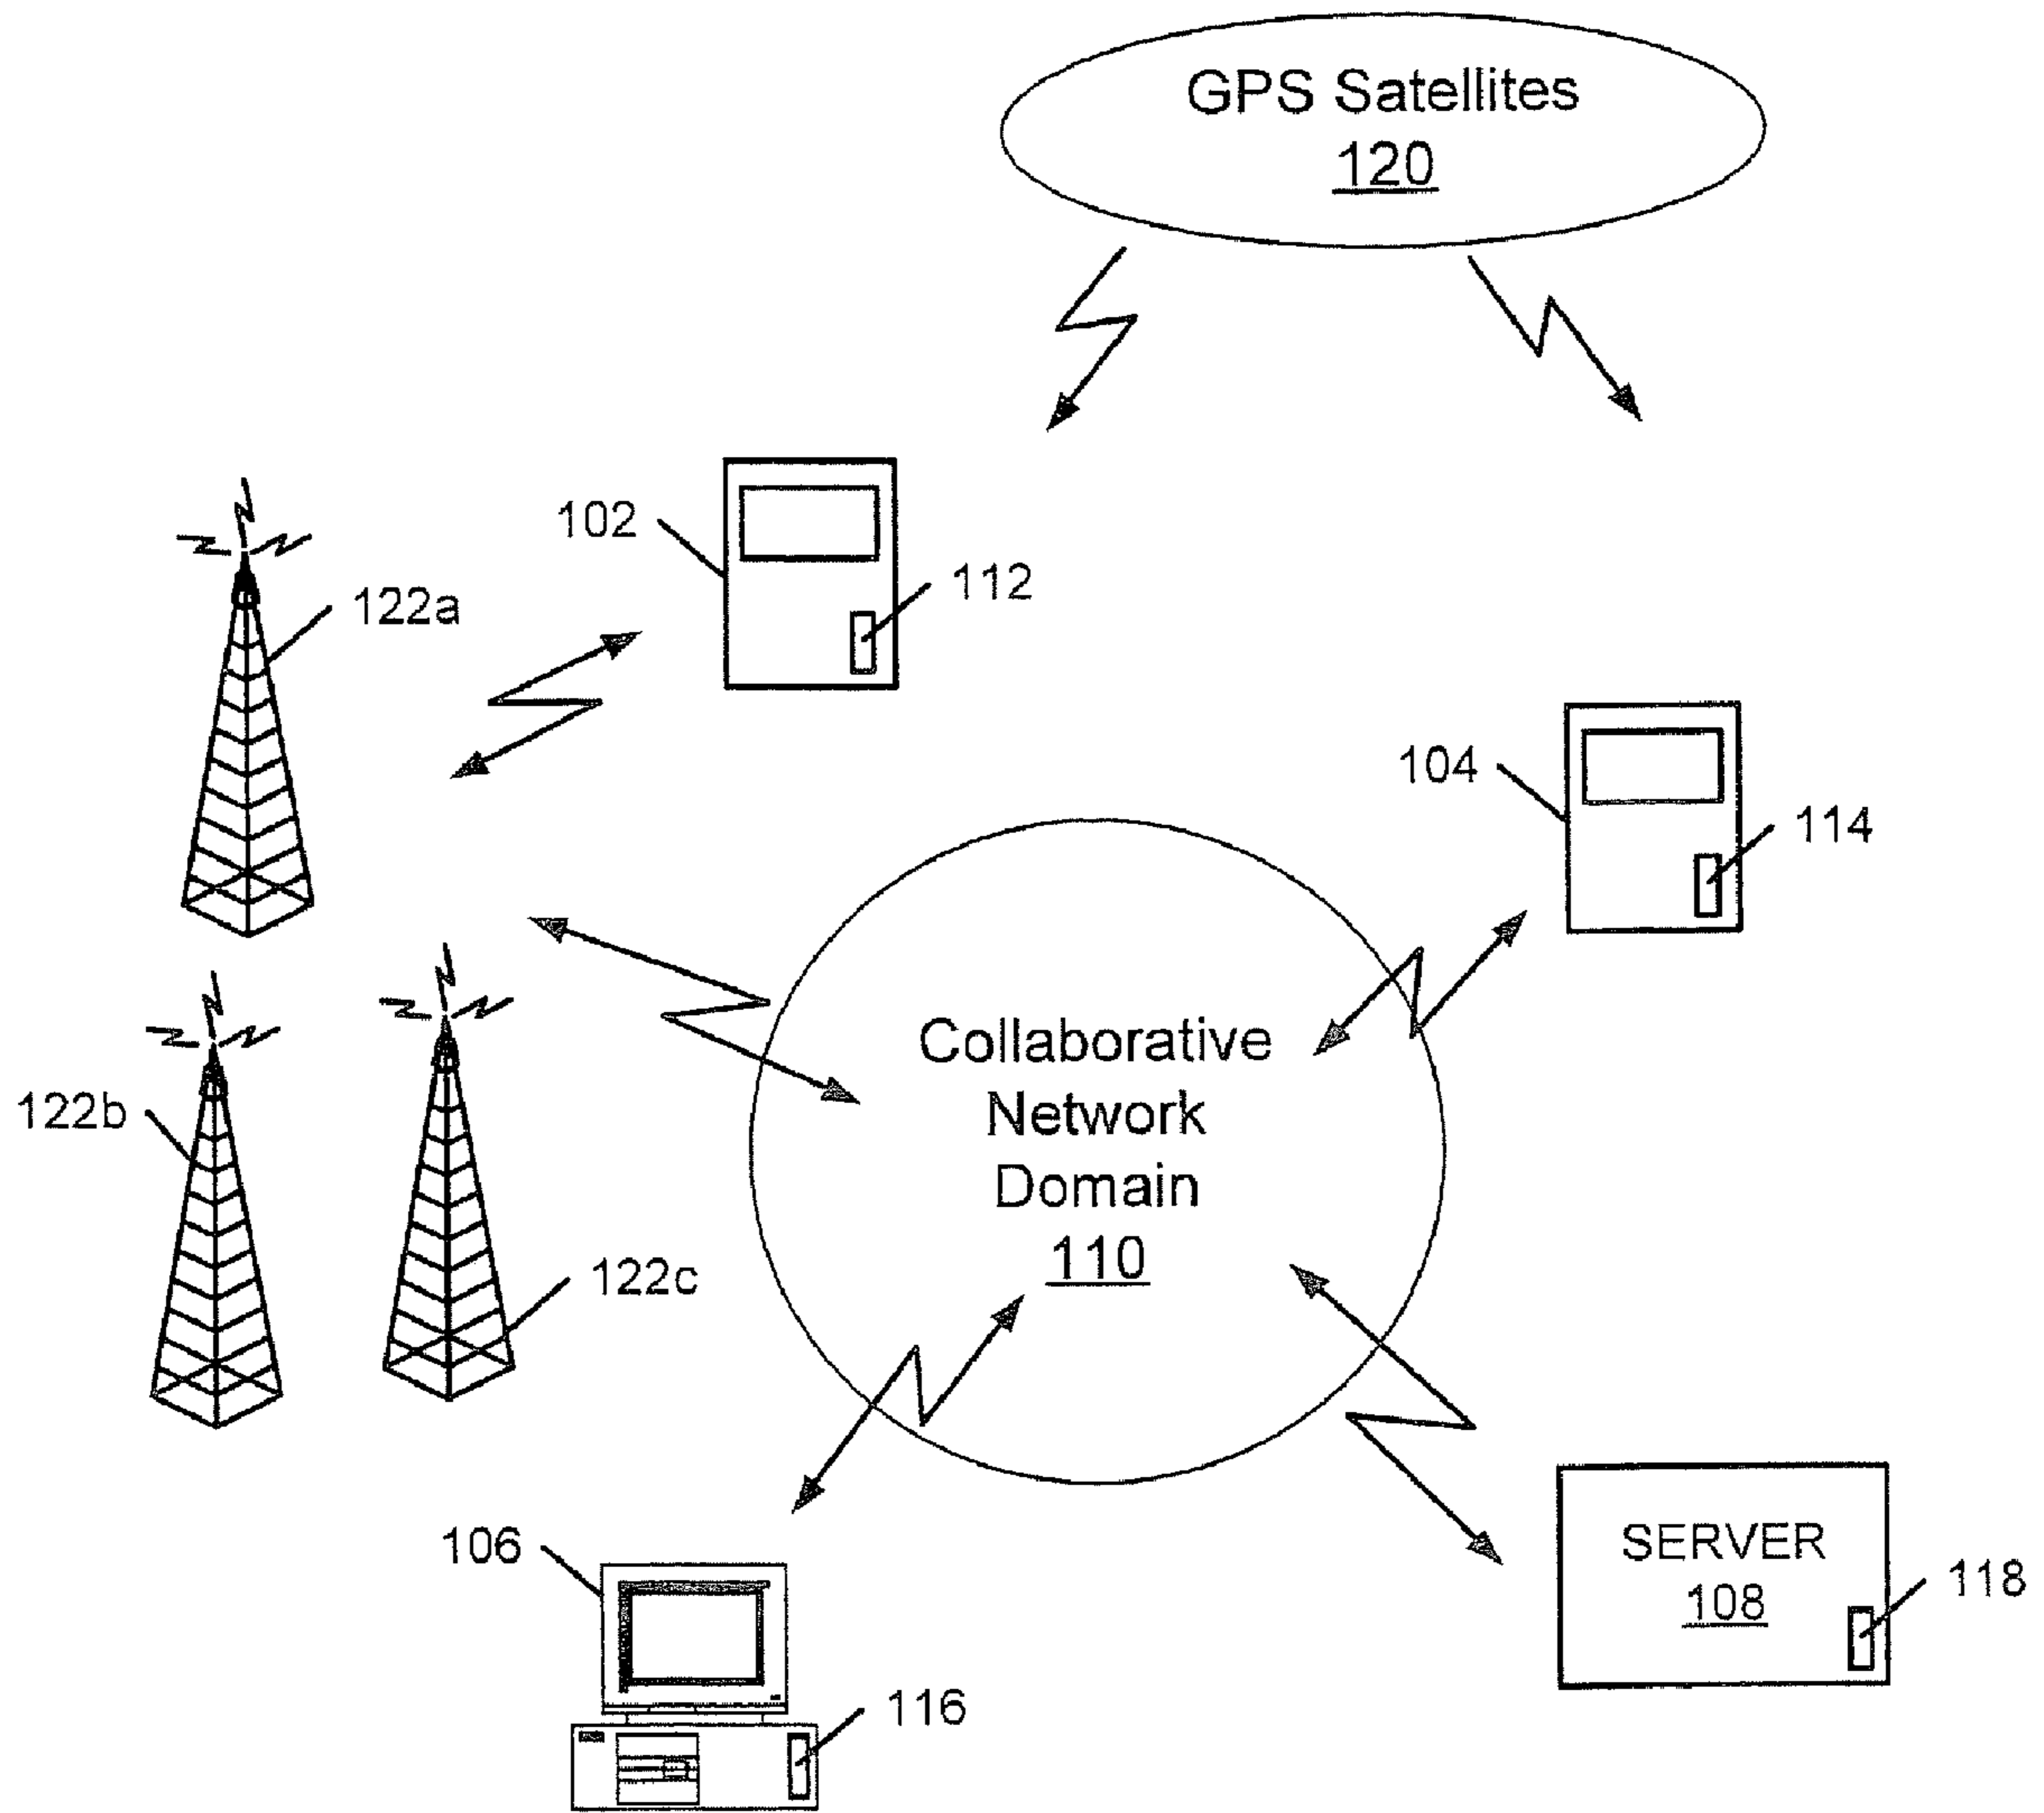 GPS Satellites
120
102
112
122a
104
114
Collaborative
Network
Domain
110
122b
122c
106
SERVER
108
118
116